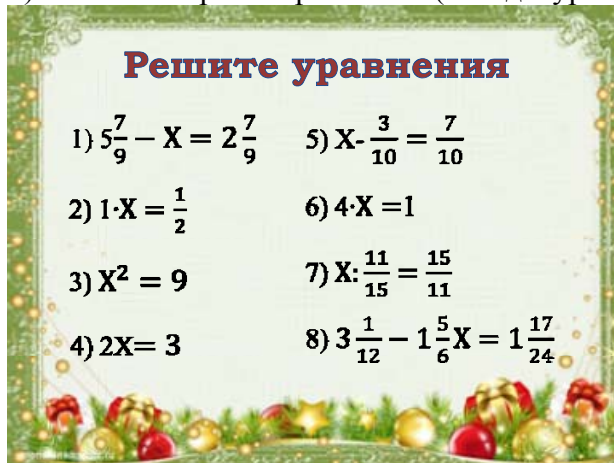 Решите уравнения
1) 5 7/9 – X = 2 7/9
2) 1·X = 1/2
3) X² = 9
4) 2X= 3
5) X- 3/10 = 7/10
6) 4·X =1
7) X: 11/15 = 15/11
8) 3 1/12 – 1 5/6 X = 1 17/24